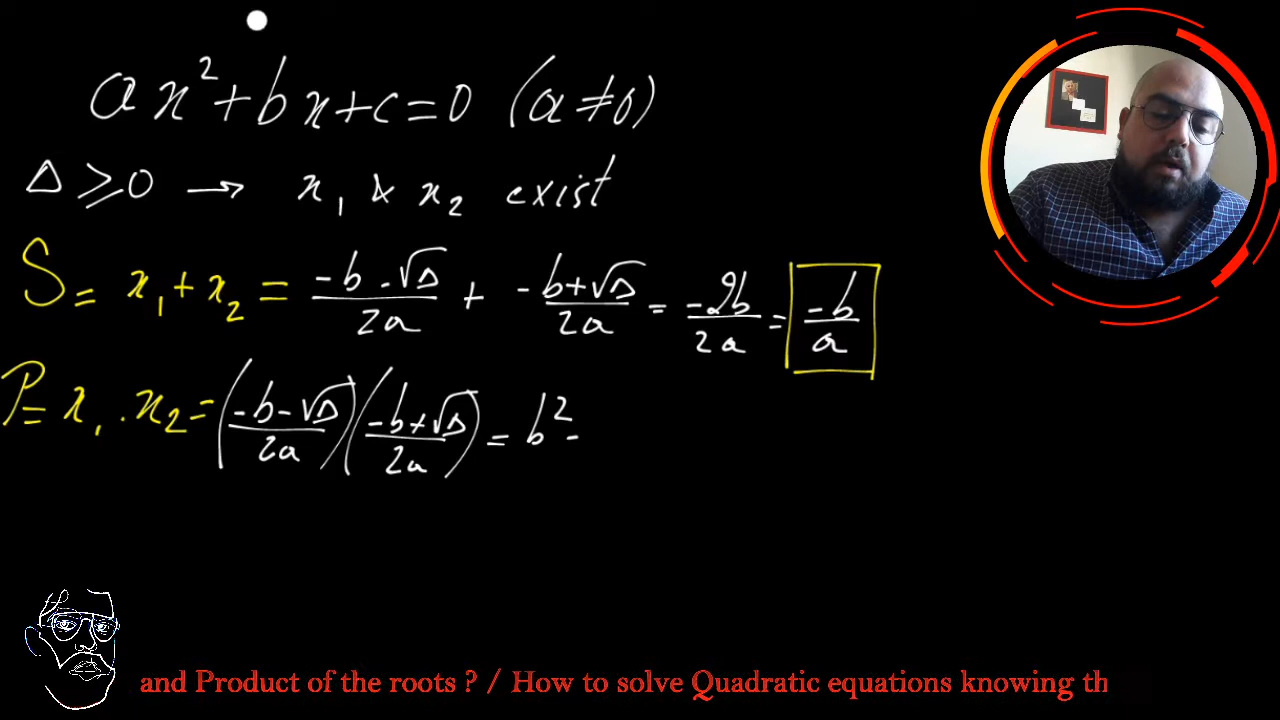 ax²+bx+c=0 (a≠0)
Δ⩾0 → x₁ & x₂ exist
S= x₁+x₂ = (-b-√Δ)/2a + (-b+√Δ)/2a = -2b/2a = -b/a
P= x₁.x₂ = ((-b-√Δ)/2a)((-b+√Δ)/2a) = b²-
and Product of the roots ? / How to solve Quadratic equations knowing th